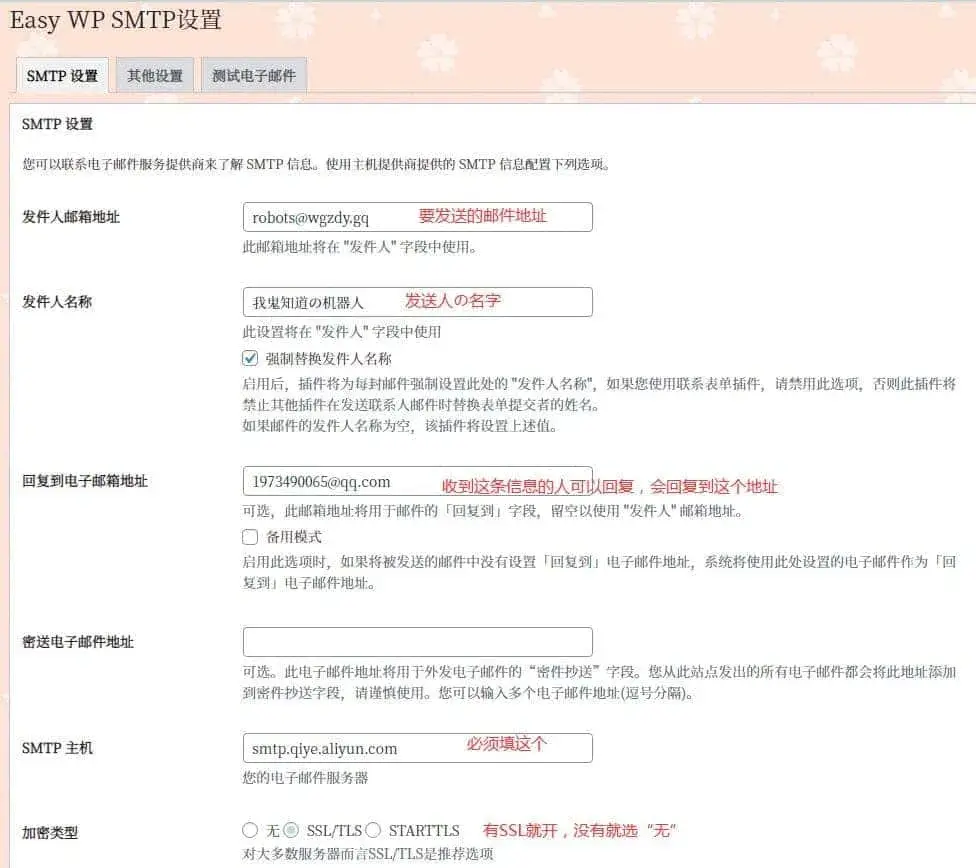 Easy WP SMTP设置
SMTP 设置 其他设置 测试电子邮件
SMTP 设置
您可以联系电子邮件服务提供商来了解 SMTP 信息。使用主机提供商提供的 SMTP 信息配置下列选项。
发件人邮箱地址 robots@wgzdy.gq 要发送的邮件地址
此邮箱地址将在 "发件人" 字段中使用。
发件人名称 我鬼知道の机器人 发送人の名字
此设置将在 "发件人" 字段中使用
强制替换发件人名称
启用后，插件将为每封邮件强制设置此处的 "发件人名称"，如果您使用联系表单插件，请禁用此选项，否则此插件将
禁止其他插件在发送联系人邮件时替换表单提交者的姓名。
如果邮件的发件人名称为空，该插件将设置上述值。
回复到电子邮箱地址 1973490065@qq.com 收到这条信息的人可以回复，会回复到这个地址
可选，此邮箱地址将用于邮件的「回复到」字段，留空以使用 "发件人" 邮箱地址。
备用模式
启用此选项时，如果将被发送的邮件中没有设置「回复到」电子邮件地址，系统将使用此处设置的电子邮件作为「回
复到」电子邮件地址。
密送电子邮件地址
可选。此电子邮件地址将用于外发电子邮件的“密件抄送”字段。您从此站点发出的所有电子邮件都会将此地址添加
到密件抄送字段，请谨慎使用。您可以输入多个电子邮件地址(逗号分隔)。
SMTP 主机 smtp.qiye.aliyun.com 必须填这个
您的电子邮件服务器
加密类型 无 SSL/TLS STARTTLS 有SSL就开，没有就选“无”
对大多数服务器而言SSL/TLS是推荐选项